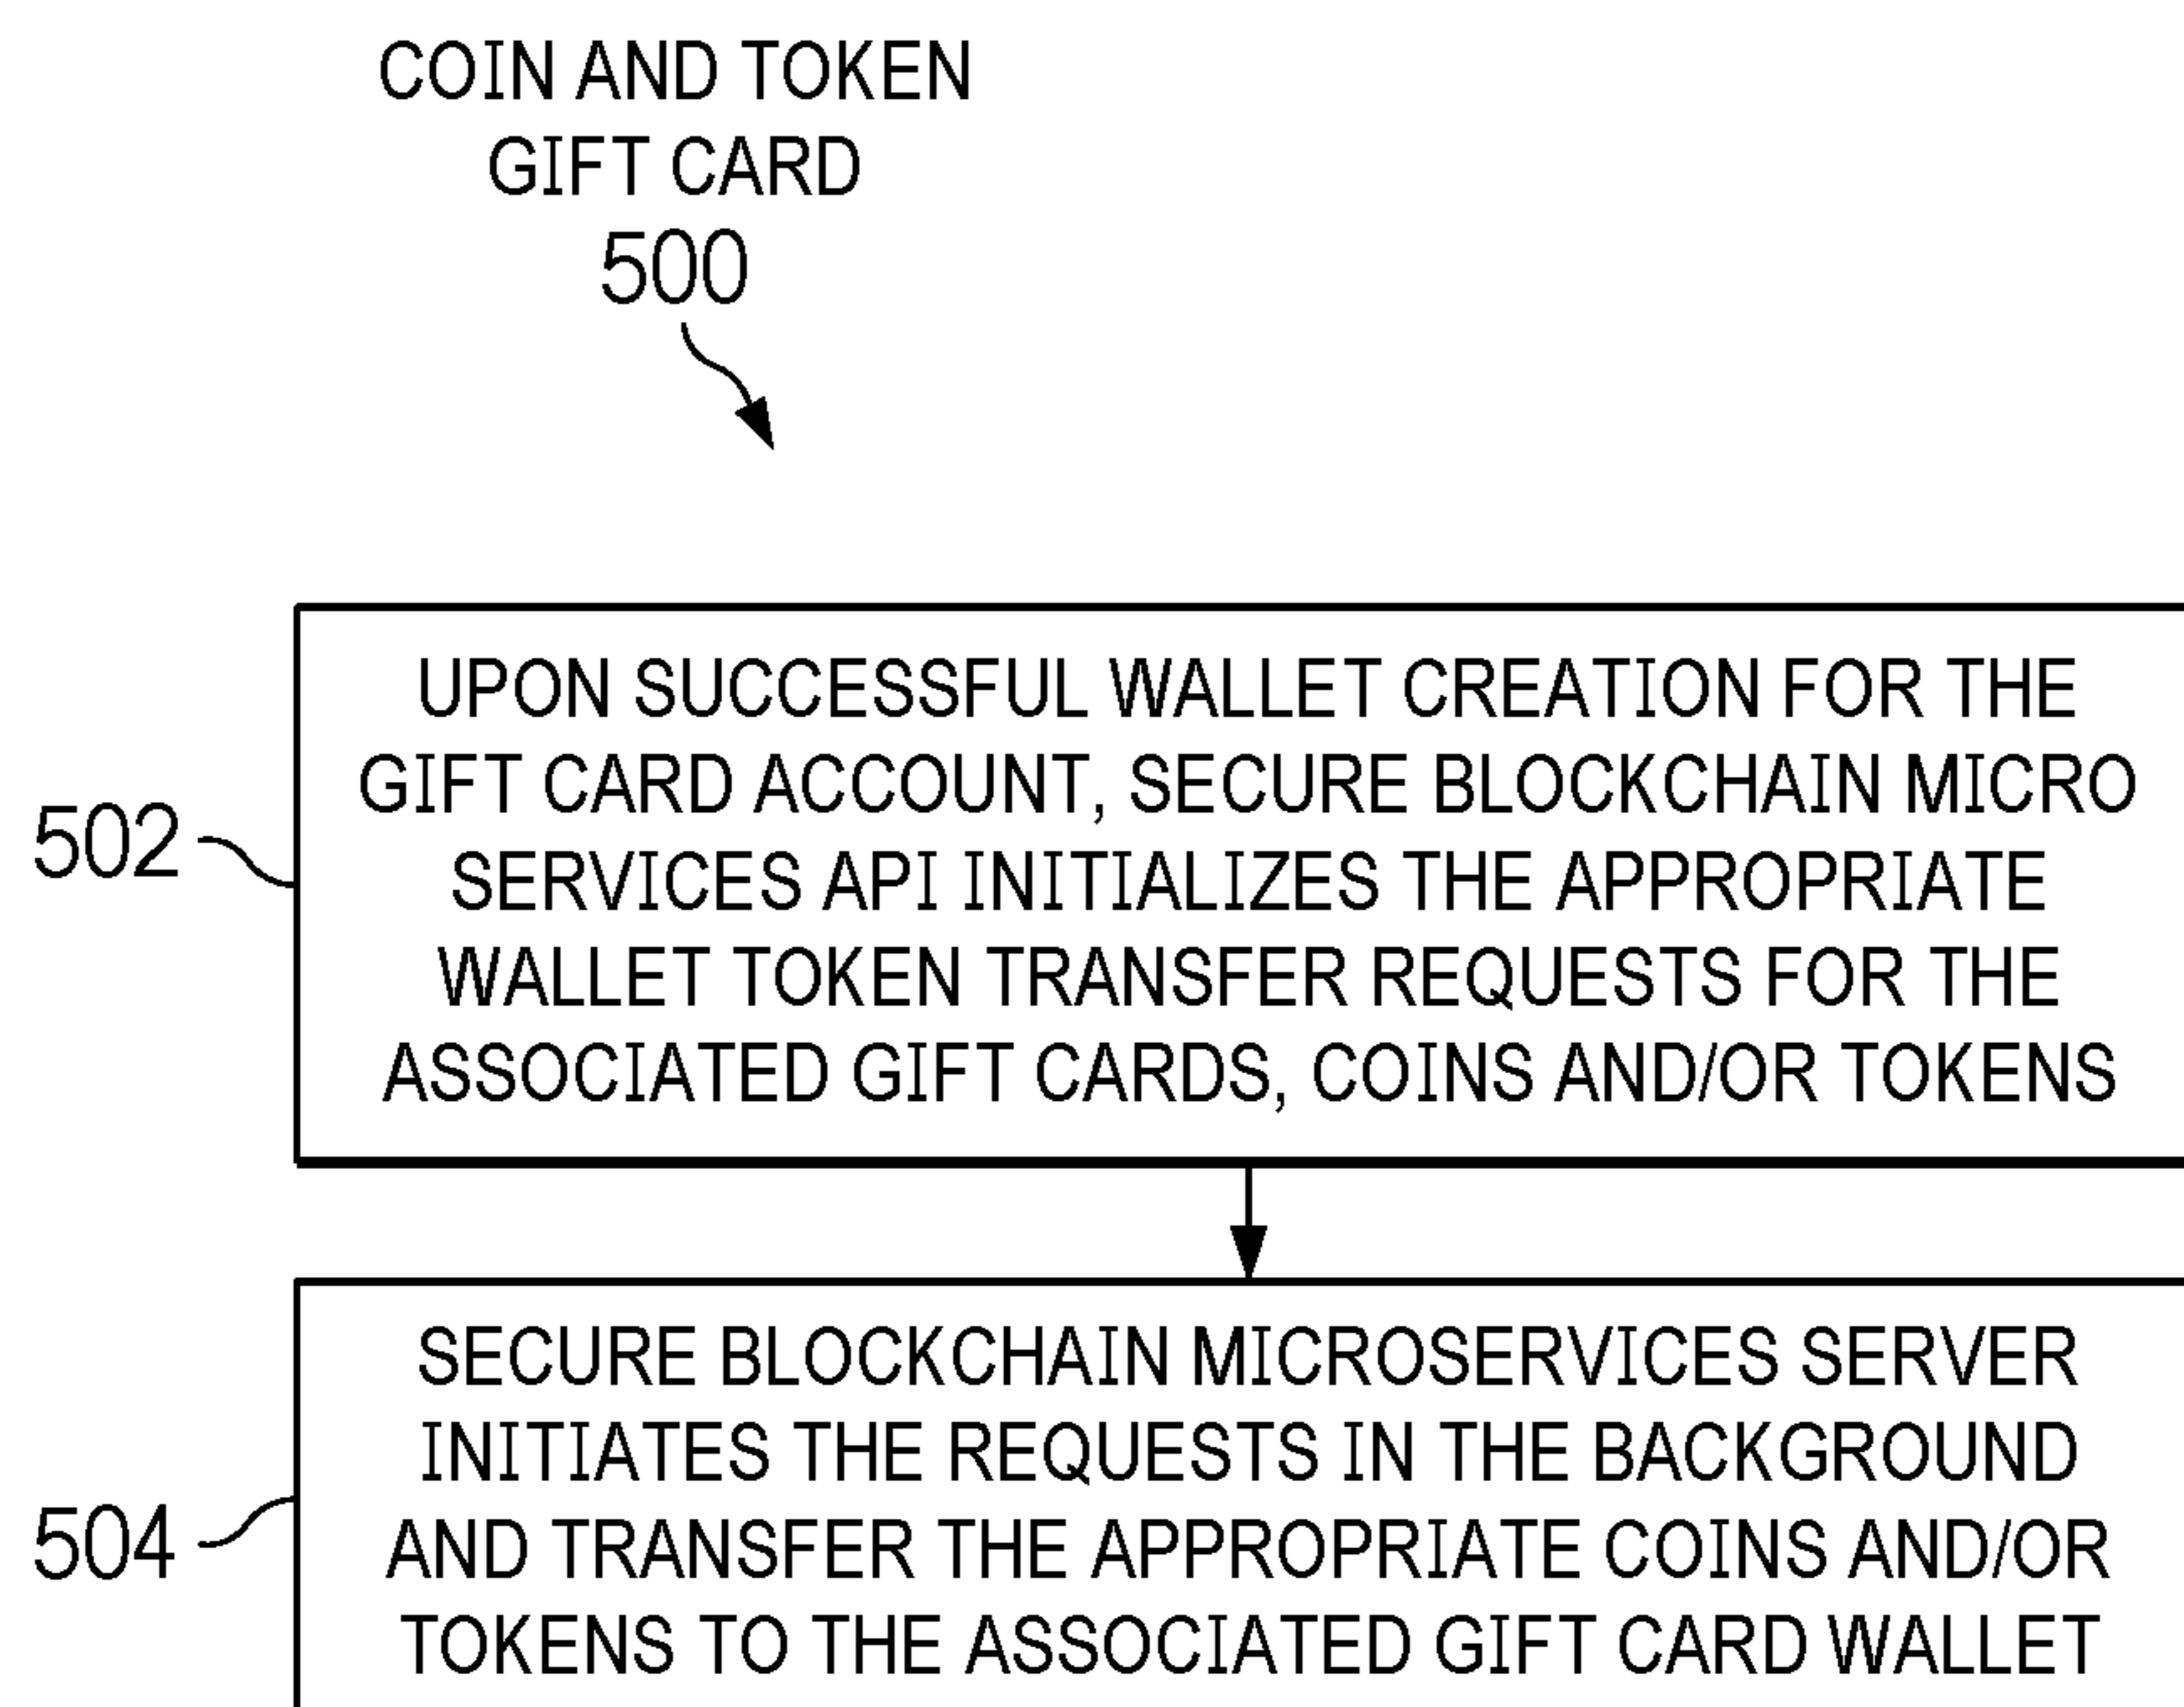 COIN AND TOKEN
GIFT CARD
500
502
UPON SUCCESSFUL WALLET CREATION FOR THE
GIFT CARD ACCOUNT, SECURE BLOCKCHAIN MICRO
SERVICES API INITIALIZES THE APPROPRIATE
WALLET TOKEN TRANSFER REQUESTS FOR THE
ASSOCIATED GIFT CARDS, COINS AND/OR TOKENS
504
SECURE BLOCKCHAIN MICROSERVICES SERVER
INITIATES THE REQUESTS IN THE BACKGROUND
AND TRANSFER THE APPROPRIATE COINS AND/OR
TOKENS TO THE ASSOCIATED GIFT CARD WALLET